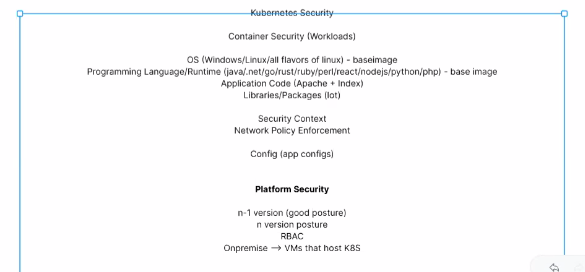 Kubernetes Security
Container Security (Workloads)
OS (Windows/Linux/all flavors of linux) - baseimage
Programming Language/Runtime (java/.net/go/rust/ruby/perl/react/nodejs/python/php) - base image
Application Code (Apache + Index)
Libraries/Packages (lot)
Security Context
Network Policy Enforcement
Config (app configs)
Platform Security
n-1 version (good posture)
n version posture
RBAC
Onpremise --> VMs that host K8S